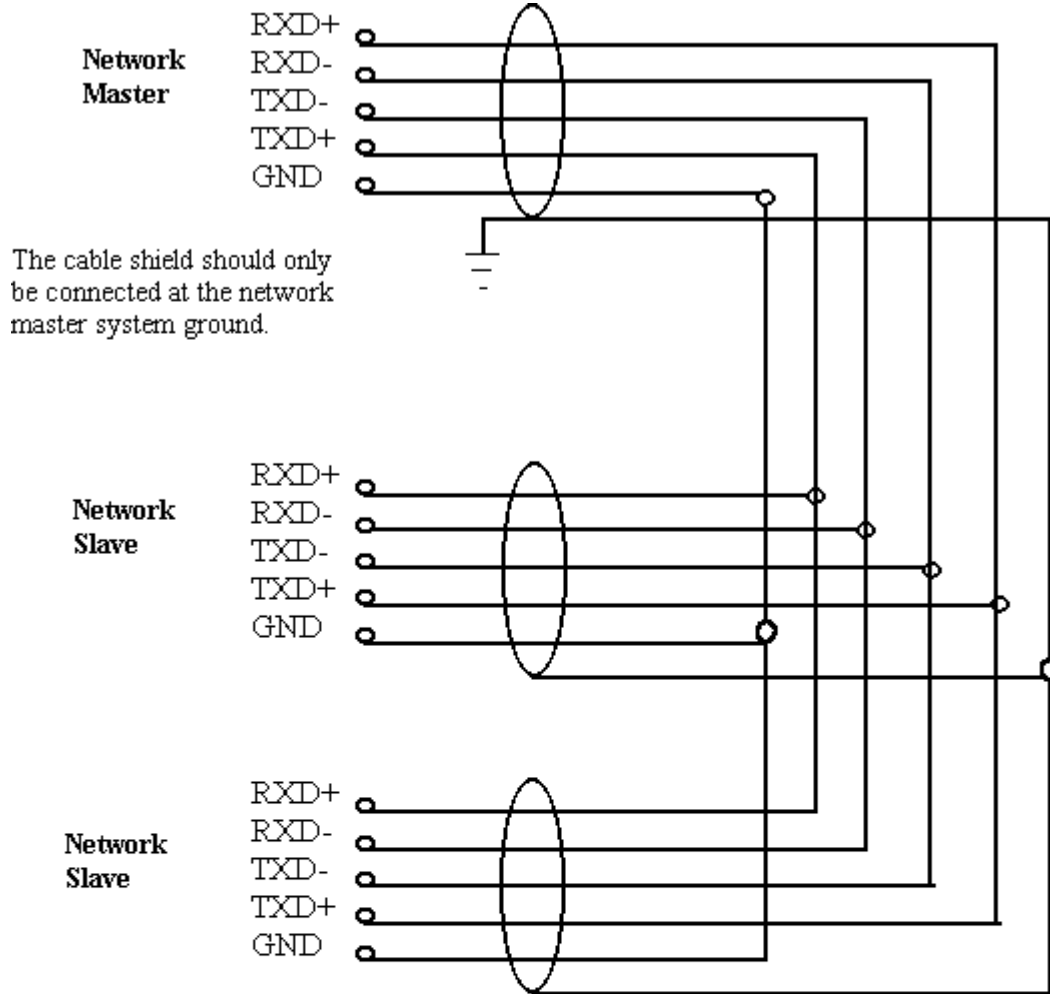 Network
Master
RXD+
RXD-
TXD-
TXD+
GND
The cable shield should only
be connected at the network
master system ground.
Network
Slave
RXD+
RXD-
TXD-
TXD+
GND
Network
Slave
RXD+
RXD-
TXD-
TXD+
GND